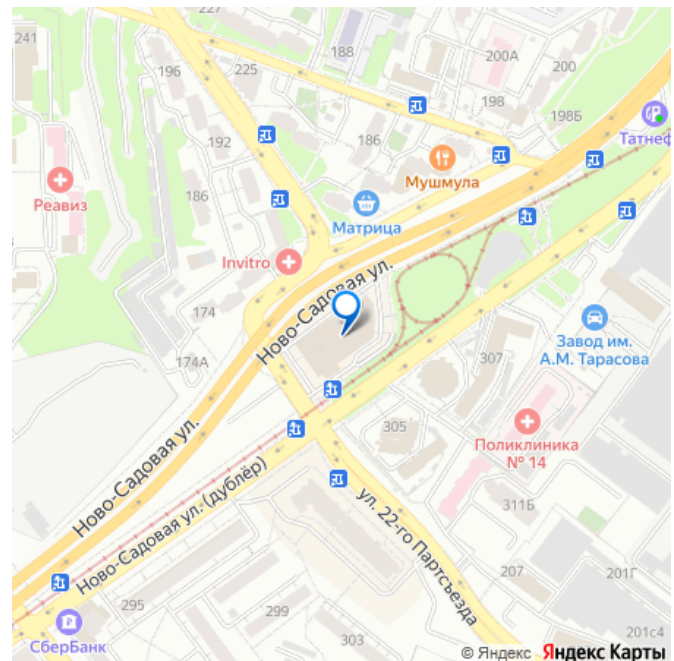 241
188
200А
200
196
225
198
198Б
Татнеф
192
186
Мушмула
Реавиз
186
Матрица
Invitro
174
Ново-Садовая ул.
174А
307
Завод им.
А.М. Тарасова
305
Поликлиника
№ 14
Ново-Садовая ул.
Ново-Садовая ул. (дублёр)
311Б
ул. 22-го Партсъезда
207
201Г
295
299
303
СберБанк
201с4
© Яндекс Яндекс Карты